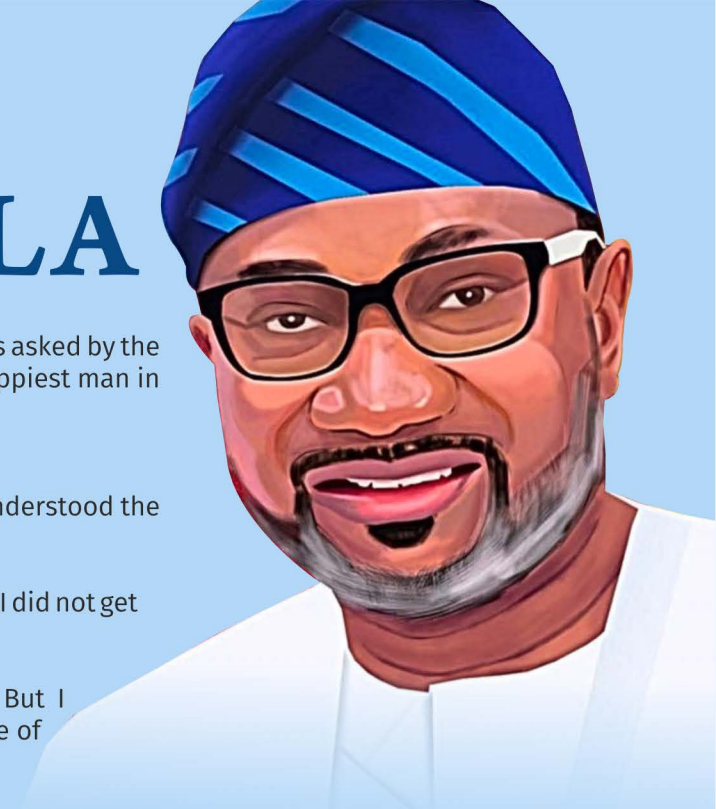 LA
s asked by the
ppiest man in
nderstood the
I did not get
But I
e of